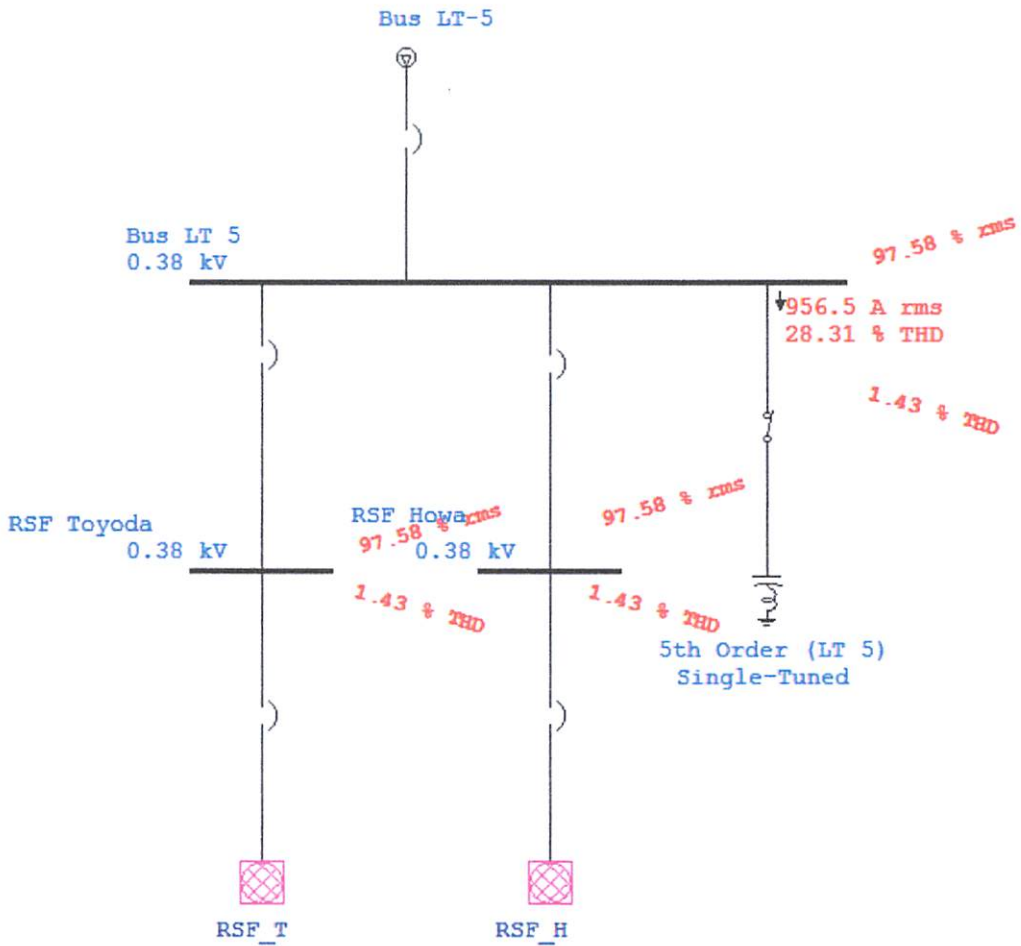 Bus LT-5
Bus LT 5
0.38 kV
97.58 % rms
956.5 A rms
28.31 % THD
1.43 % THD
RSF Toyoda
0.38 kV
97.58 % rms
1.43 % THD
RSF Howa
0.38 kV
97.58 % rms
1.43 % THD
5th Order (LT 5)
Single-Tuned
RSF_T
RSF_H